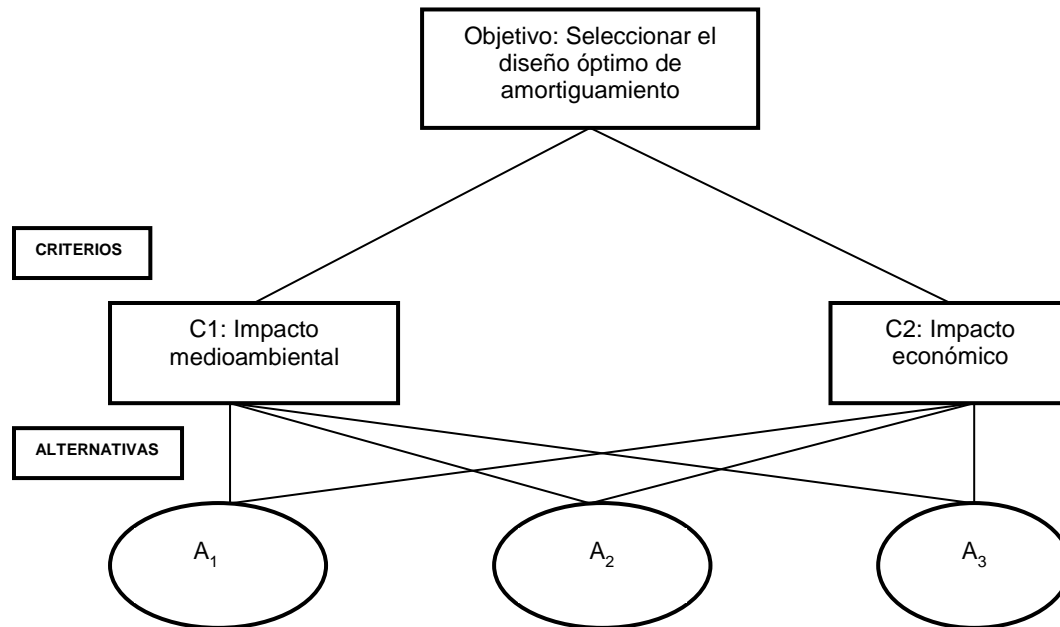 Objetivo: Seleccionar el
diseño óptimo de
amortiguamiento
CRITERIOS
C1: Impacto
medioambiental
C2: Impacto
económico
ALTERNATIVAS
A₁
A₂
A₃